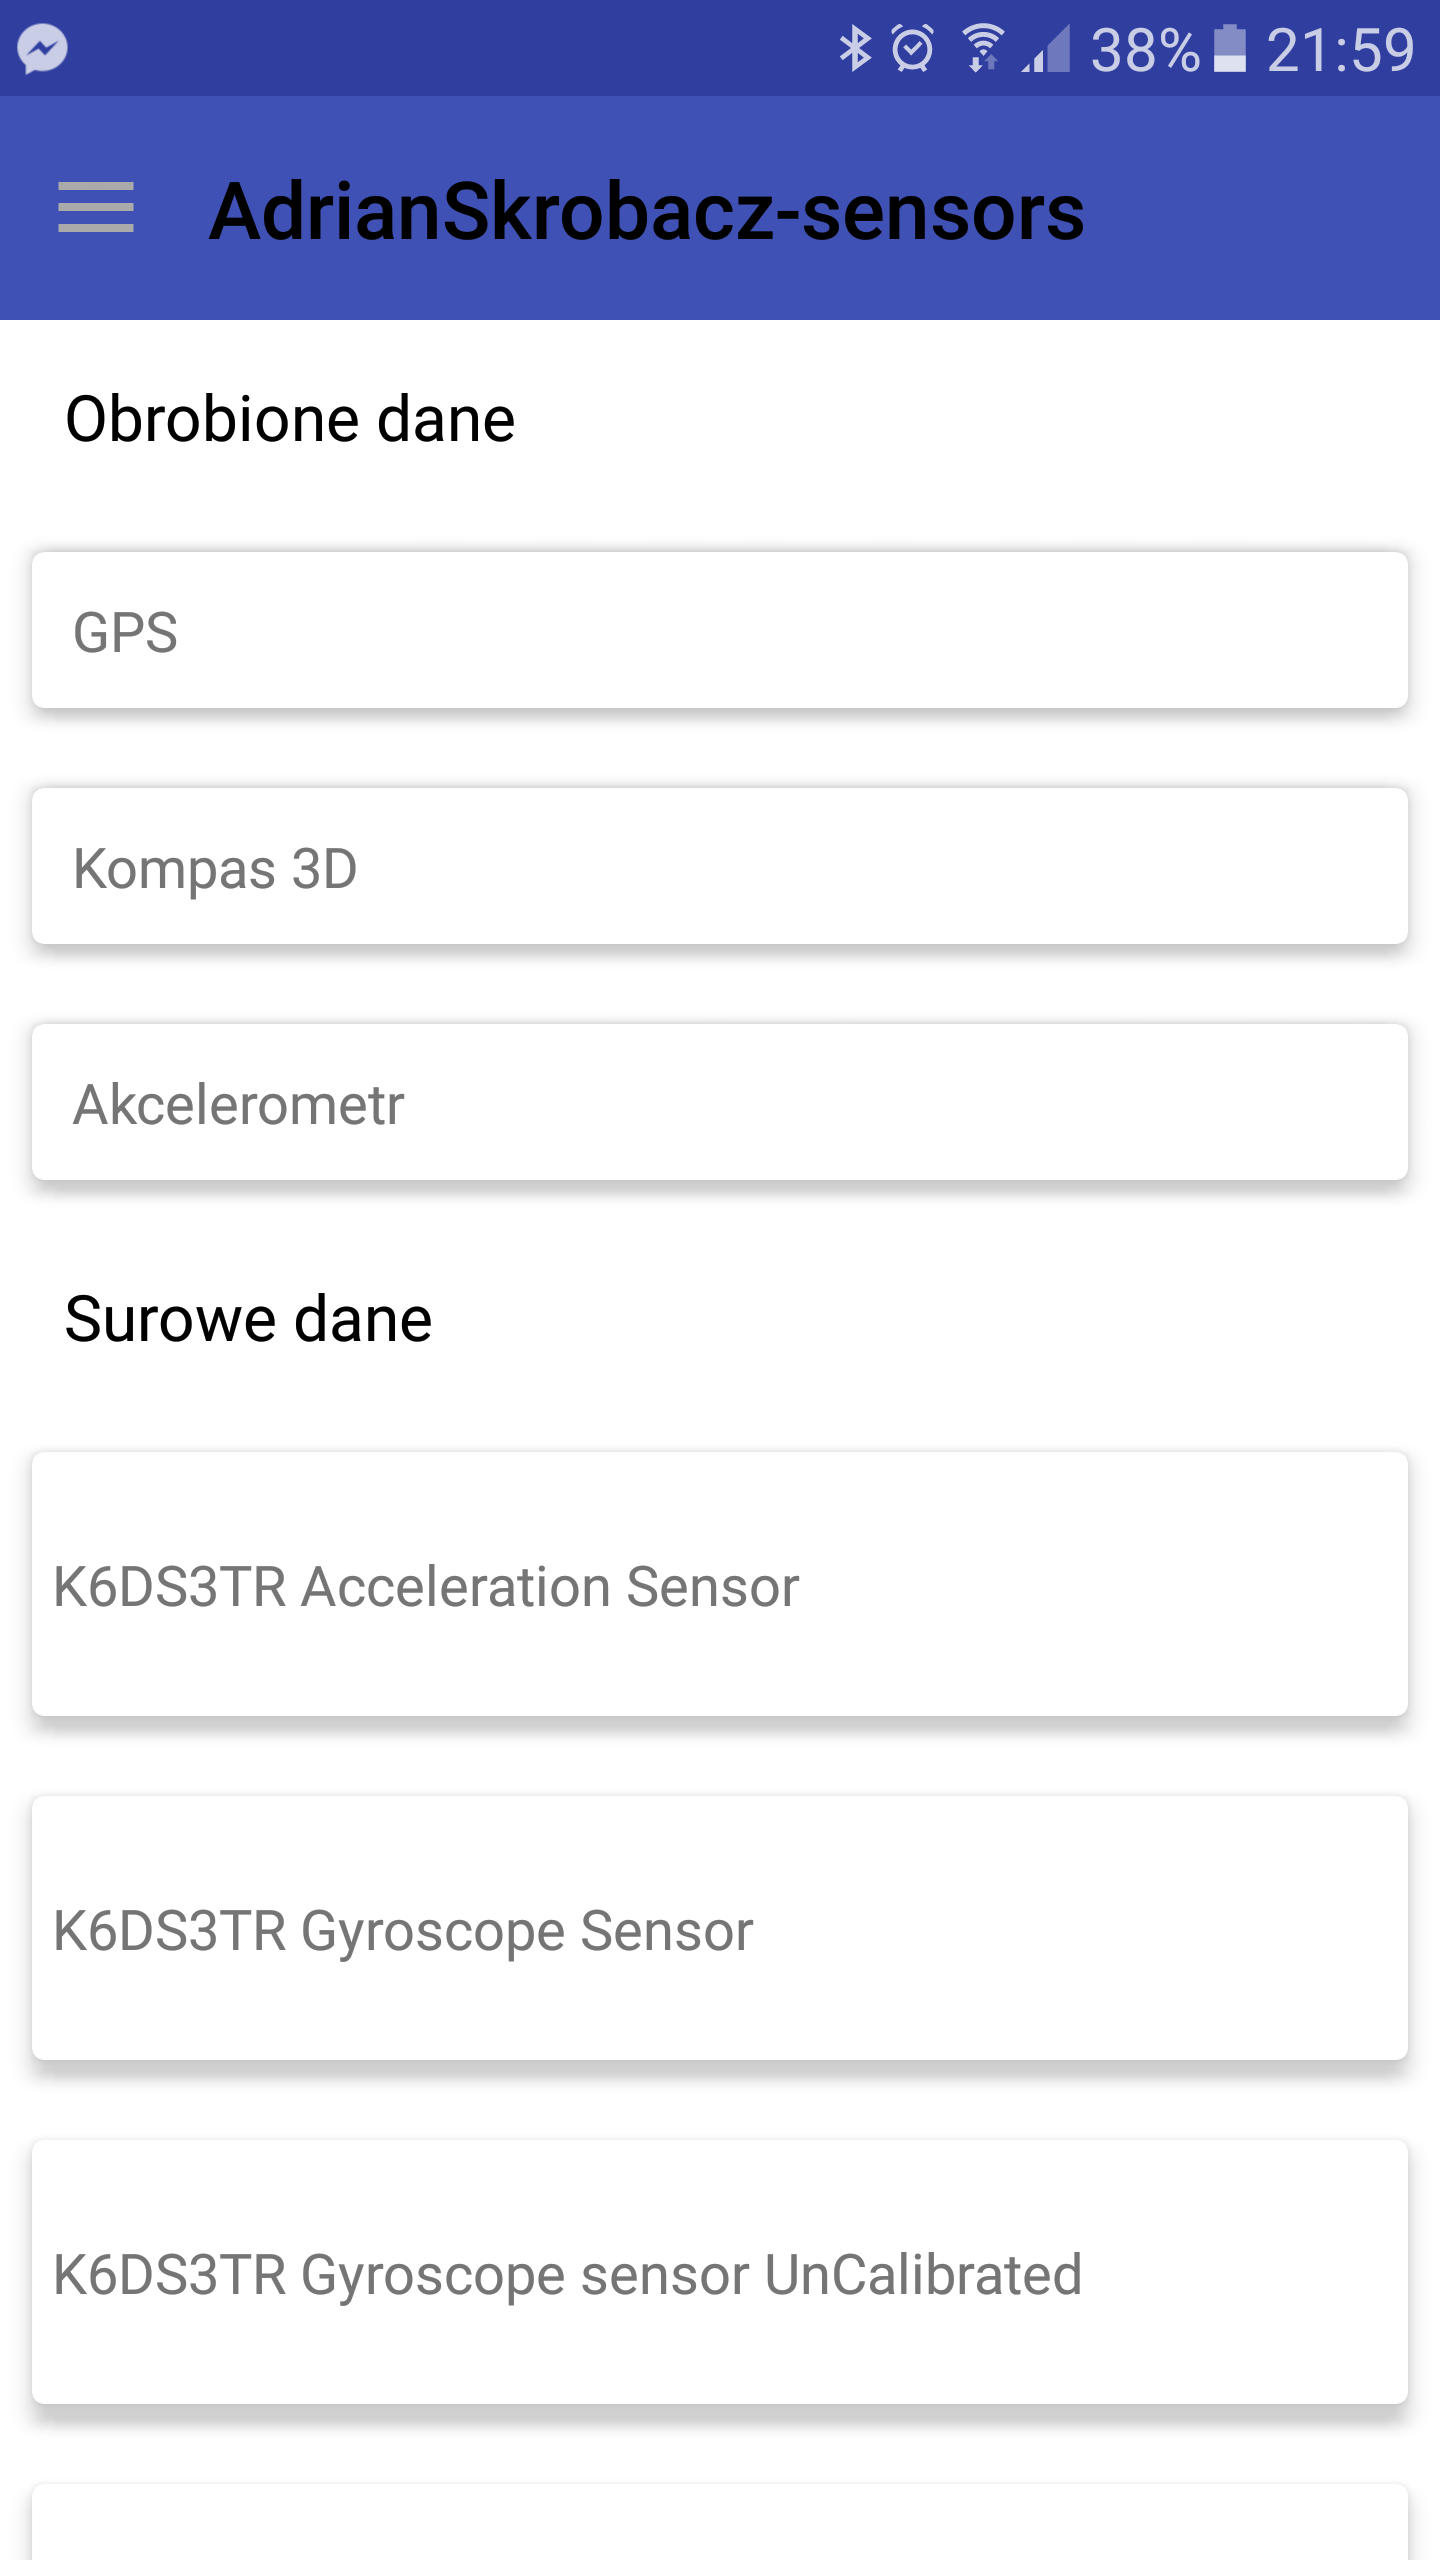 38% 21:59
AdrianSkrobacz-sensors
Obrobione dane
GPS
Kompas 3D
Akcelerometr
Surowe dane
K6DS3TR Acceleration Sensor
K6DS3TR Gyroscope Sensor
K6DS3TR Gyroscope sensor UnCalibrated